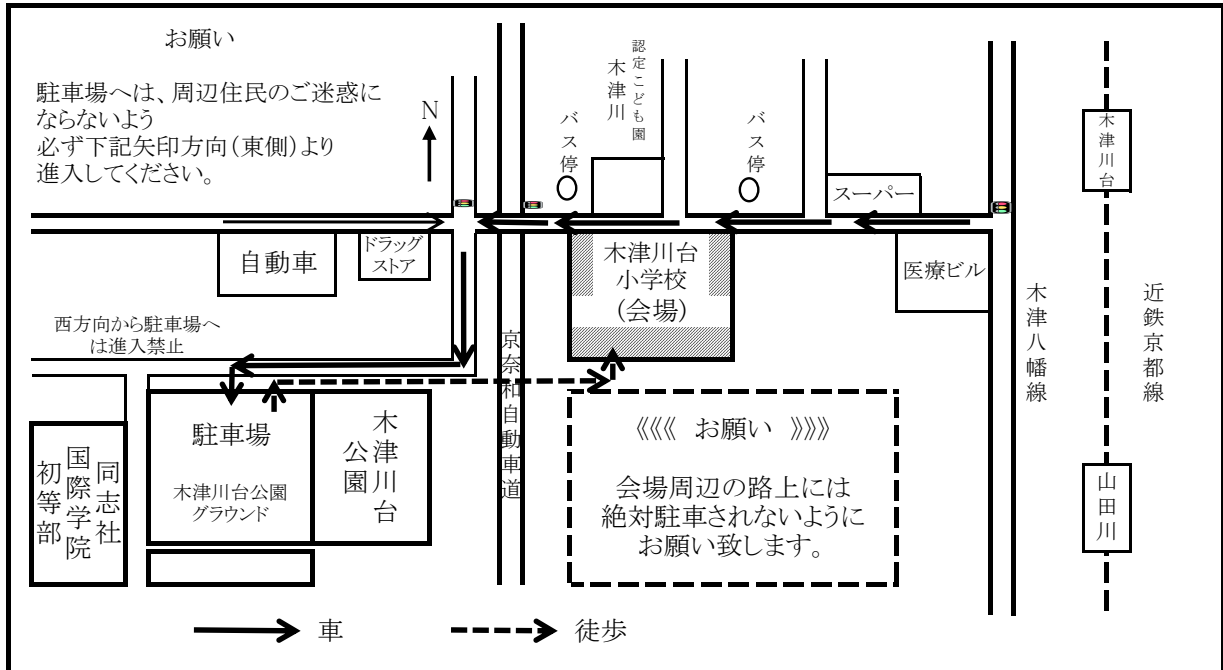 お願い
駐車場へは、周辺住民のご迷惑に
ならないよう
必ず下記矢印方向(東側)より
進入してください。
N
バス停
木津川
認定こども園
バス停
スーパー
木津川台
自動車
ドラッグ
ストア
木津川台
小学校
(会場)
医療ビル
西方向から駐車場へ
は進入禁止
京奈和自動車道
木津八幡線
近鉄京都線
同志社
国際学院
初等部
駐車場
木津川台公園
グラウンド
木津川台
公園
《《《 お願い 》》》
会場周辺の路上には
絶対駐車されないように
お願い致します。
山田川
車
徒歩